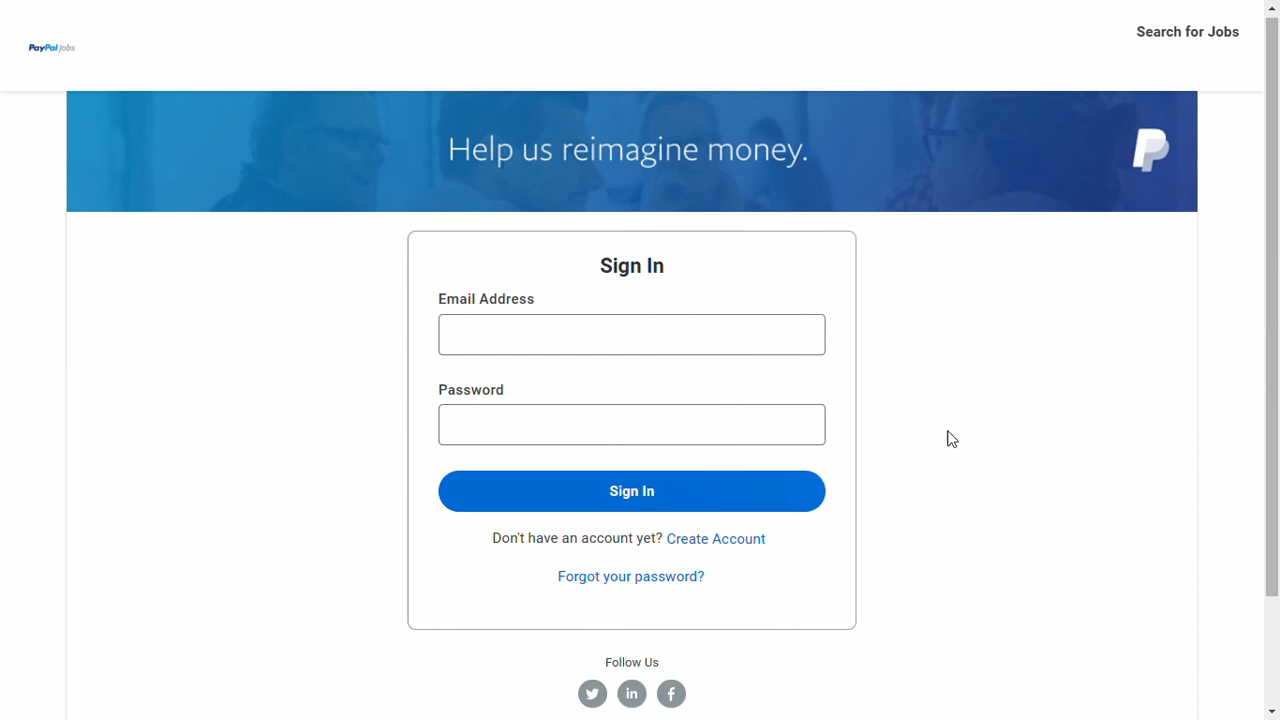 PayPal Jobs
Search for Jobs
Help us reimagine money.
Sign In
Email Address
Password
Sign In
Don't have an account yet? Create Account
Forgot your password?
Follow Us